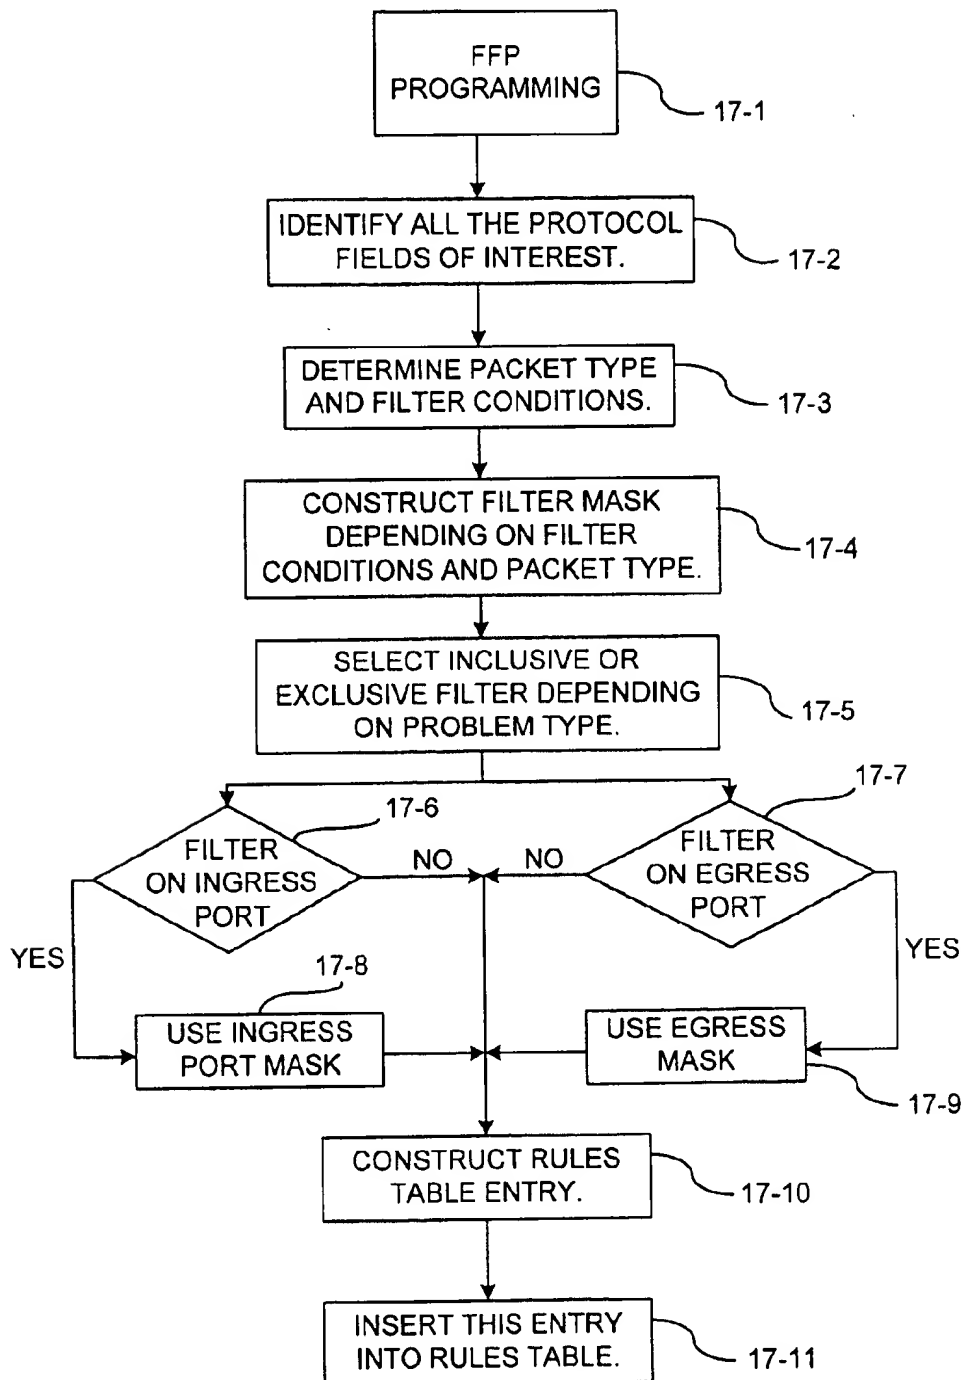 FFP
PROGRAMMING
17-1
IDENTIFY ALL THE PROTOCOL
FIELDS OF INTEREST.
17-2
DETERMINE PACKET TYPE
AND FILTER CONDITIONS.
17-3
CONSTRUCT FILTER MASK
DEPENDING ON FILTER
CONDITIONS AND PACKET TYPE.
17-4
SELECT INCLUSIVE OR
EXCLUSIVE FILTER DEPENDING
ON PROBLEM TYPE.
17-5
17-6
FILTER
ON INGRESS
PORT
NO
YES
17-7
FILTER
ON EGRESS
PORT
NO
YES
17-8
USE INGRESS
PORT MASK
USE EGRESS
MASK
17-9
CONSTRUCT RULES
TABLE ENTRY.
17-10
INSERT THIS ENTRY
INTO RULES TABLE.
17-11